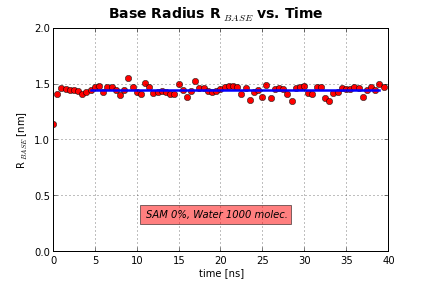 Base Radius R BASE vs. Time
2.0
1.5
1.0
0.5
0.0
R BASE [nm]
SAM 0%, Water 1000 molec.
0 5 10 15 20 25 30 35 40
time [ns]